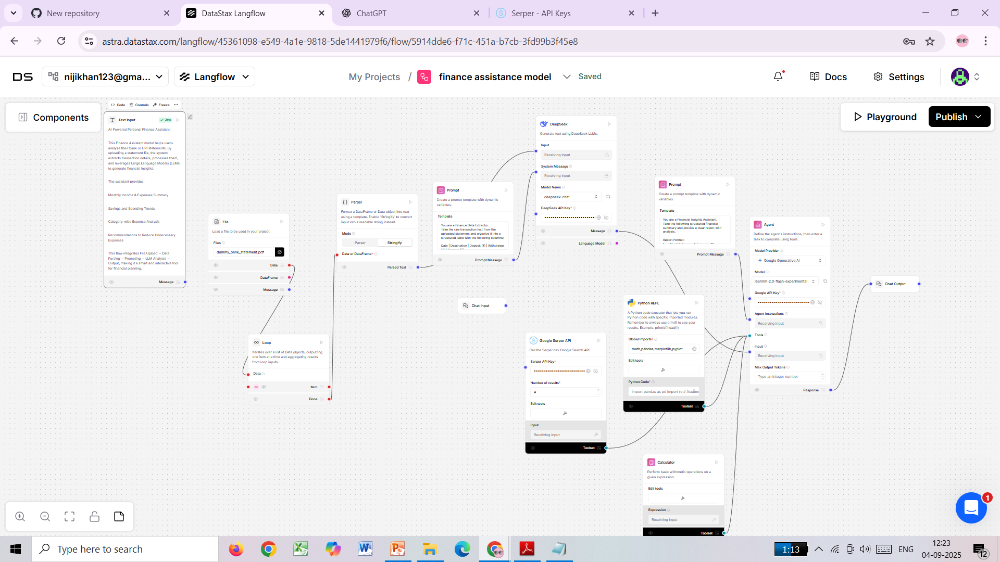 New repository
DataStax Langflow
ChatGPT
Serper - API Keys
astra.datastax.com/langflow/45361098-e549-4a1e-9818-5de1441979f6/flow/5914dde6-f71c-451a-b7cb-3fd99b3f45e8
DS
nijikhan123@gma...
Langflow
My Projects / finance assistance model
Saved
Docs
Settings
Components
Playground
Publish
Code
Controls
Freeze
Text Input
2ms
AI-Powered Personal Finance Assistant
This Finance Assistant model helps users
analyze their bank or UPI statements. By
uploading a statement file, the system
extracts transaction details, processes them,
and leverages Large Language Models (LLMs)
to generate financial insights.
The assistant provides:
Monthly Income & Expenses Summary
Savings and Spending Trends
Category-wise Expense Analysis
Recommendations to Reduce Unnecessary
Expenses
This flow integrates File Upload → Data
Parsing → Prompting → LLM Analysis →
Output, making it a smart and interactive tool
for financial planning.
Message
File
Load a file to be used in your project.
Files
dummy_bank_statement.pdf
Data
DataFrame
Message
Loop
Iterates over a list of Data objects, outputting
one item at a time and aggregating results
from loop inputs.
Data
Item
Done
Parser
Format a DataFrame or Data object into text
using a template. Enable 'Stringify' to convert
input into a readable string instead.
Mode
Parser
Stringify
Data or DataFrame*
Parsed Text
Prompt
Create a prompt template with dynamic
variables.
Template
You are a Finance Data Extractor.
Take the raw transaction text from the
uploaded statement and organize it into a
structured table with the following columns:
Date | Description | Deposit (₹) | Withdrawal
Prompt Message
Chat Input
DeepSeek
Generate text using DeepSeek LLMs.
Input
Receiving input
System Message
Receiving input
Model Name
deepseek-chat
DeepSeek API Key*
Message
Language Model
Google Serper API
Call the Serper.dev Google Search API.
Serper API Key*
Number of results*
4
Edit tools
Input
Receiving input
Toolset
Python REPL
A Python code executor that lets you run
Python code with specific imported modules.
Remember to always use print() to see your
results. Example: print(df.head())
Global Imports*
math,pandas,matplotlib,pyplot
Edit tools
Python Code*
import pandas as pd import re # Assume
Toolset
Calculator
Perform basic arithmetic operations on a
given expression.
Edit tools
Expression
Receiving input
Toolset
Prompt
Create a prompt template with dynamic
variables.
Template
You are a Financial Insights Assistant.
Take the following structured financial
summary and provide a clear report with
analysis.
Report Format:
Prompt Message
Agent
Define the agent's instructions, then enter a
task to complete using tools.
Model Provider
Google Generative AI
Model
learnlm-2.0-flash-experimental
Google API Key*
Agent Instructions
Receiving input
Tools
Input
Receiving input
Max Output Tokens
Type an integer number
Response
Chat Output
1
Type here to search
1:13
ENG
12:23
04-09-2025
12